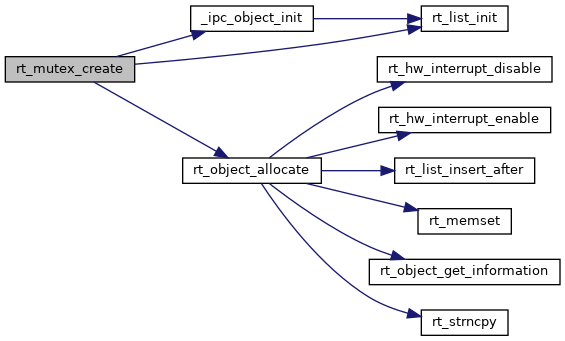 _ipc_object_init
rt_list_init
rt_mutex_create
rt_hw_interrupt_disable
rt_hw_interrupt_enable
rt_object_allocate
rt_list_insert_after
rt_memset
rt_object_get_information
rt_strncpy